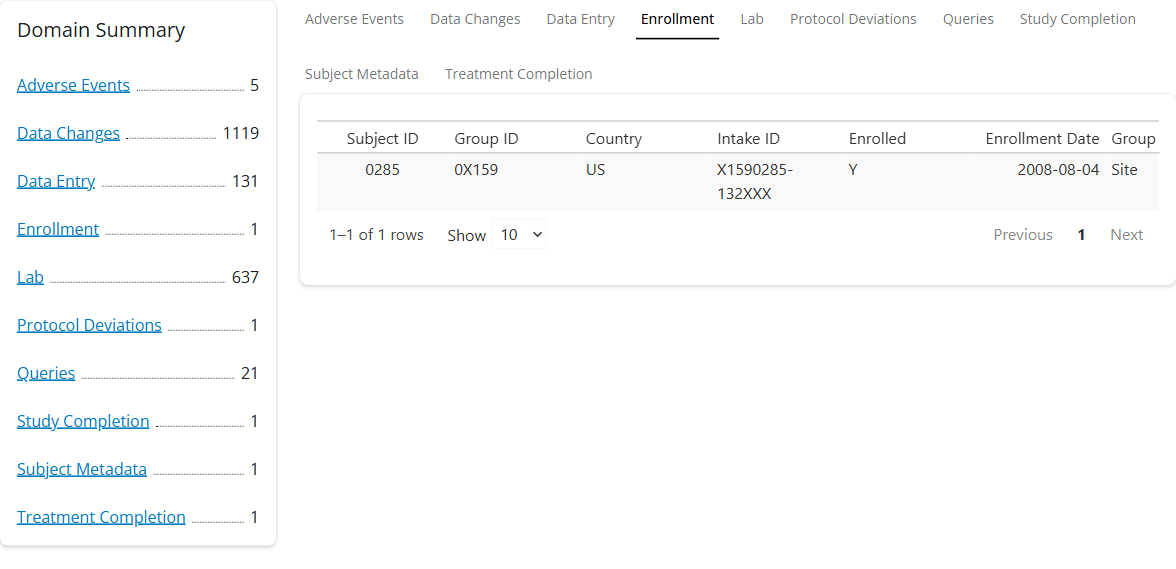 Domain Summary
Adverse Events 5
Data Changes 1119
Data Entry 131
Enrollment 1
Lab 637
Protocol Deviations 1
Queries 21
Study Completion 1
Subject Metadata 1
Treatment Completion 1
Adverse Events Data Changes Data Entry Enrollment Lab Protocol Deviations Queries Study Completion
Subject Metadata Treatment Completion
Subject ID Group ID Country Intake ID Enrolled Enrollment Date Group
0285 0X159 US X1590285- Y 2008-08-04 Site
132XXX
1–1 of 1 rows Show 10 Previous 1 Next